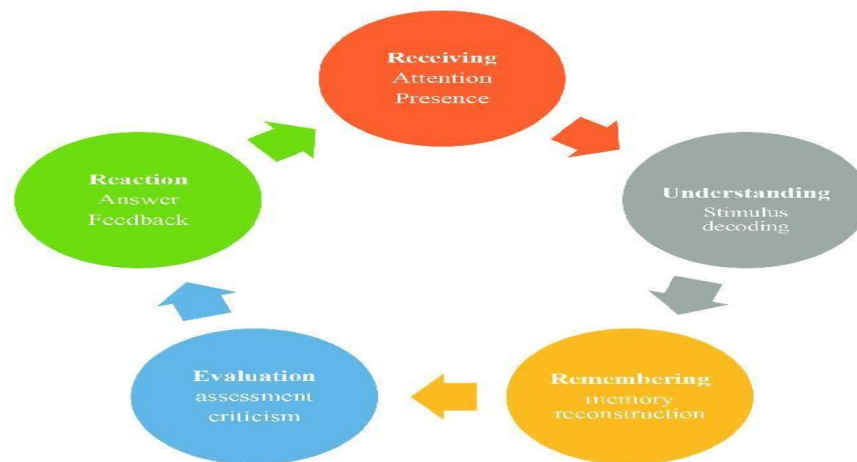 Receiving
Attention
Presence
Understanding
Stimulus
decoding
Remembering
memory
reconstruction
Evaluation
assessment
criticism
Reaction
Answer
Feedback